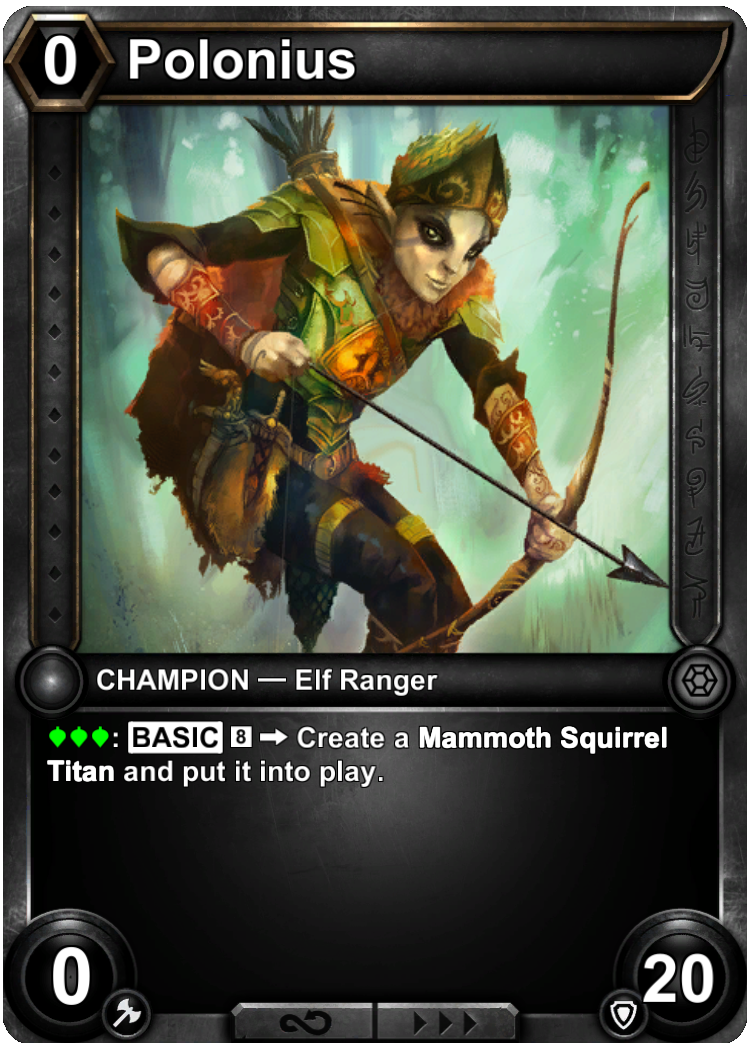 0 Polonius
CHAMPION — Elf Ranger
♠♠♠: BASIC 8 ➡ Create a Mammoth Squirrel
Titan and put it into play.
0
20